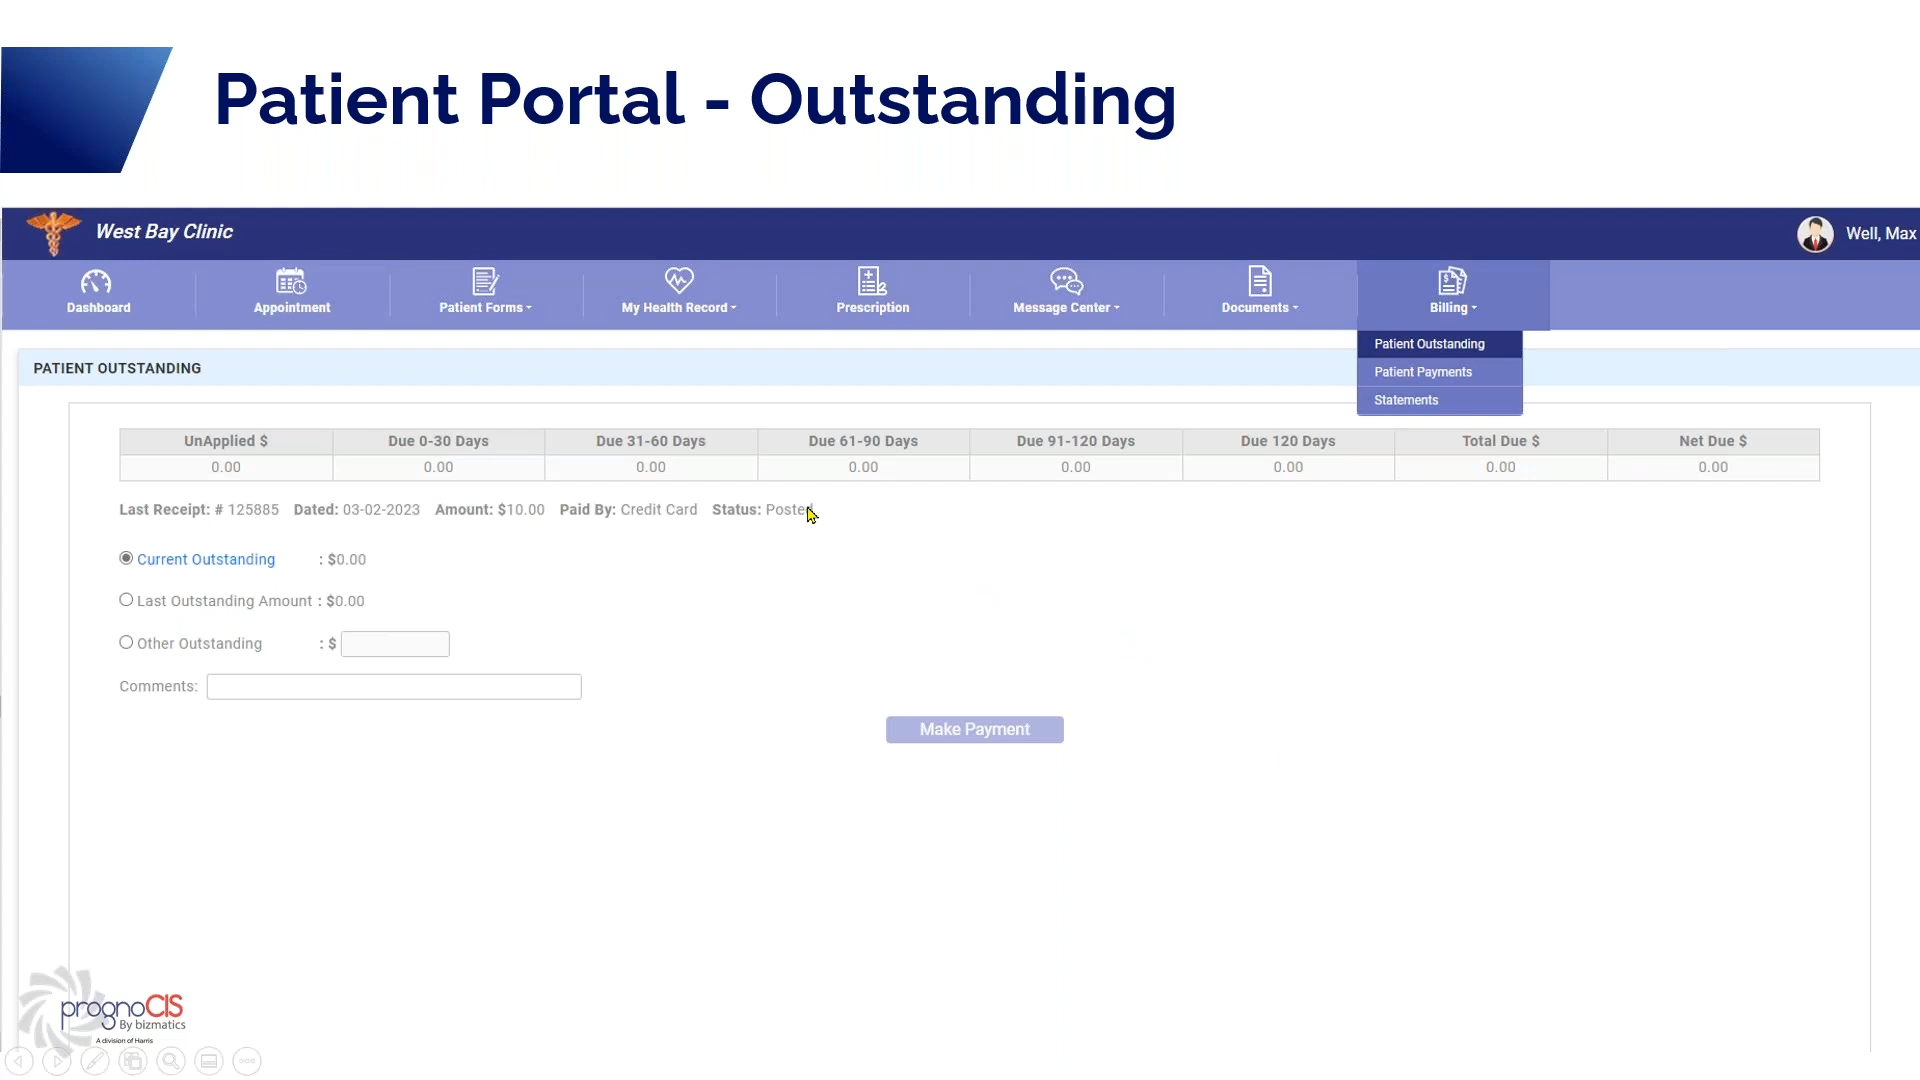 Patient Portal - Outstanding
West Bay Clinic
Well, Max
Dashboard
Appointment
Patient Forms
My Health Record
Prescription
Message Center
Documents
Billing
Patient Outstanding
Patient Payments
Statements
PATIENT OUTSTANDING
UnApplied $ Due 0-30 Days Due 31-60 Days Due 61-90 Days Due 91-120 Days Due 120 Days Total Due $ Net Due $
0.00 0.00 0.00 0.00 0.00 0.00 0.00 0.00
Last Receipt: # 125885 Dated: 03-02-2023 Amount: $10.00 Paid By: Credit Card Status: Posted
Current Outstanding : $0.00
Last Outstanding Amount : $0.00
Other Outstanding : $
Comments:
Make Payment
prognoCIS
By bizmatics
A division of Harris